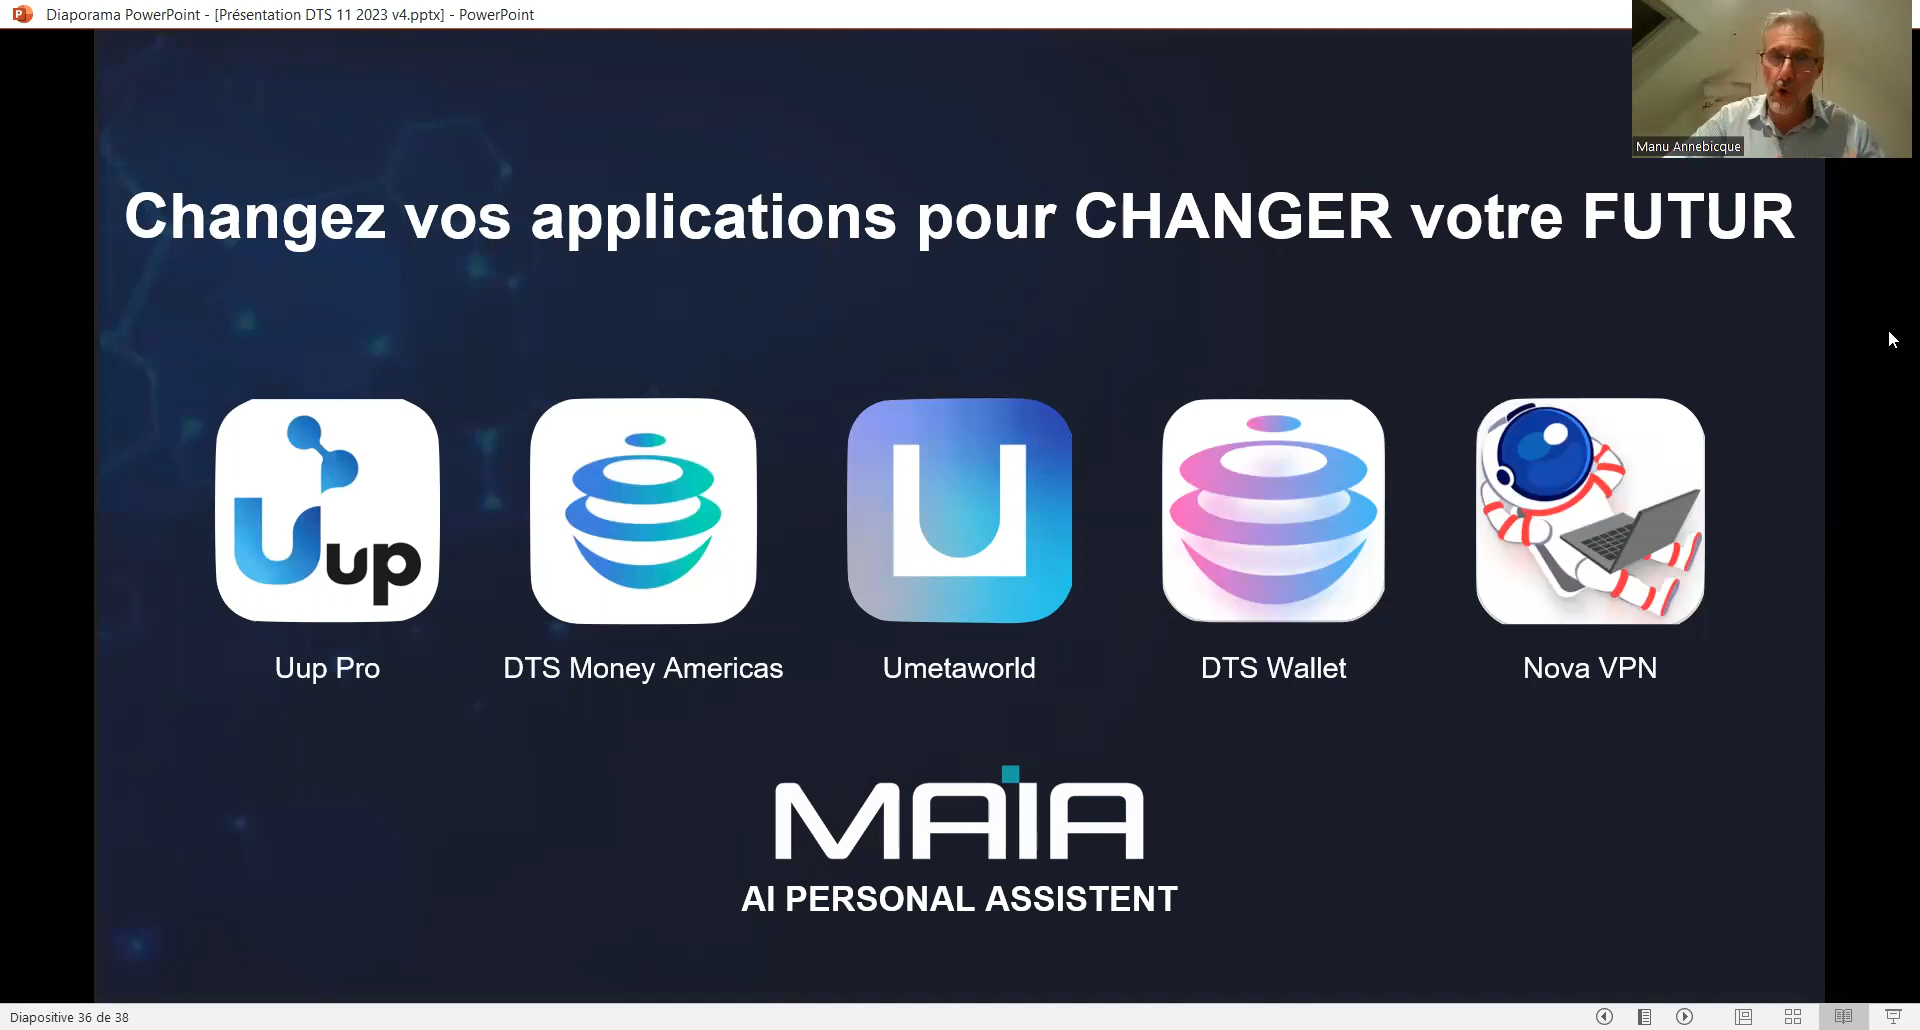 Diaporama PowerPoint - [Présentation DTS 11 2023 v4.pptx] - PowerPoint
Manu Annebicque
Changez vos applications pour CHANGER votre FUTUR
U
up
U
Uup Pro
DTS Money Americas
Umetaworld
DTS Wallet
Nova VPN
MAIA
AI PERSONAL ASSISTENT
Diapositive 36 de 38